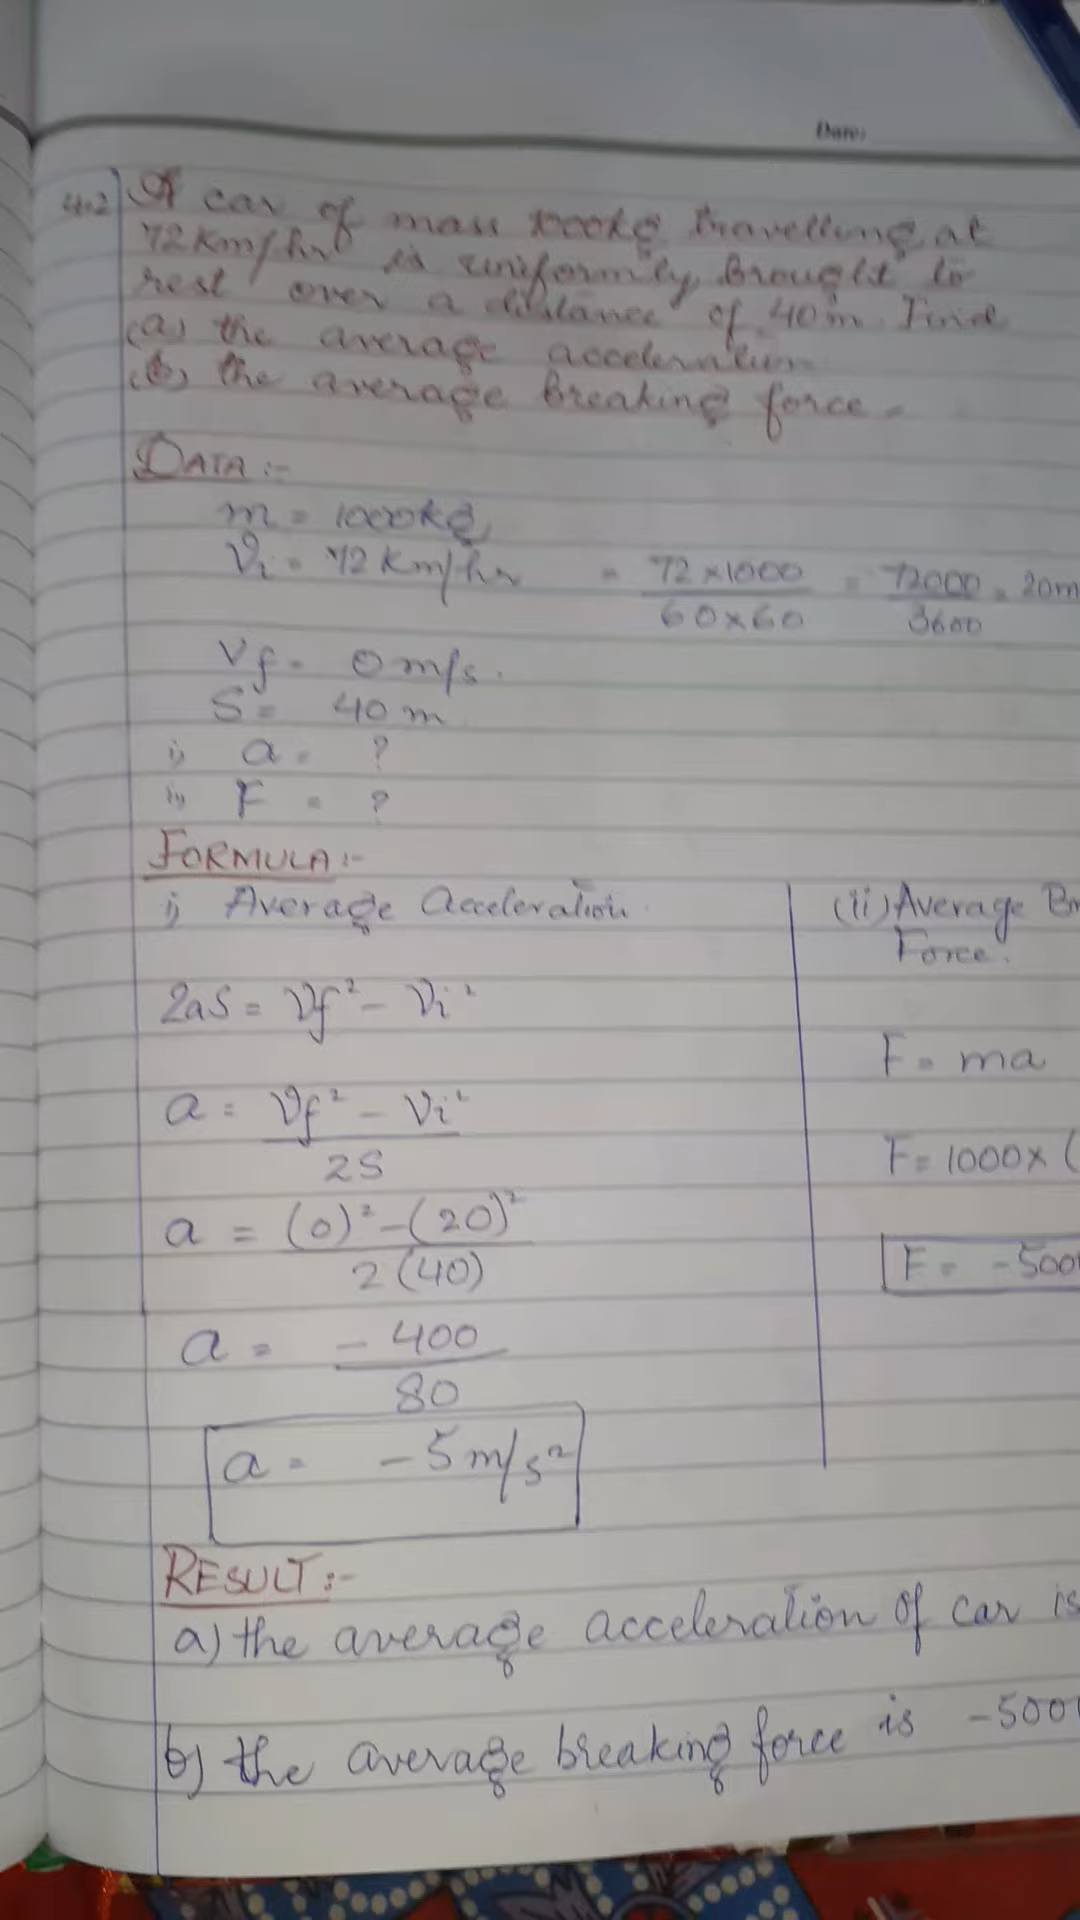 Date:
4.2) A car of mass 1000kg travelling at
72km/hr is uniformly brought to
rest over a distance of 40m Find
(a) the average acceleration
(b) the average breaking force.
DATA :-
m = 1000kg
Vi = 72 km/hr = 72×1000 / 60×60 = 72000 / 3600 = 20m
Vf = 0 m/s.
S = 40 m
i) a = ?
ii) F = ?
FORMULA :-
i) Average Acceleration
2aS = Vf² - Vi²
a = Vf² - Vi² / 2S
a = (0)² - (20)² / 2(40)
a = -400 / 80
a = -5 m/s²
(ii) Average Br
Force.
F = ma
F = 1000 × (
F = -500
RESULT :-
a) the average acceleration of car is
b) the average breaking force is -500